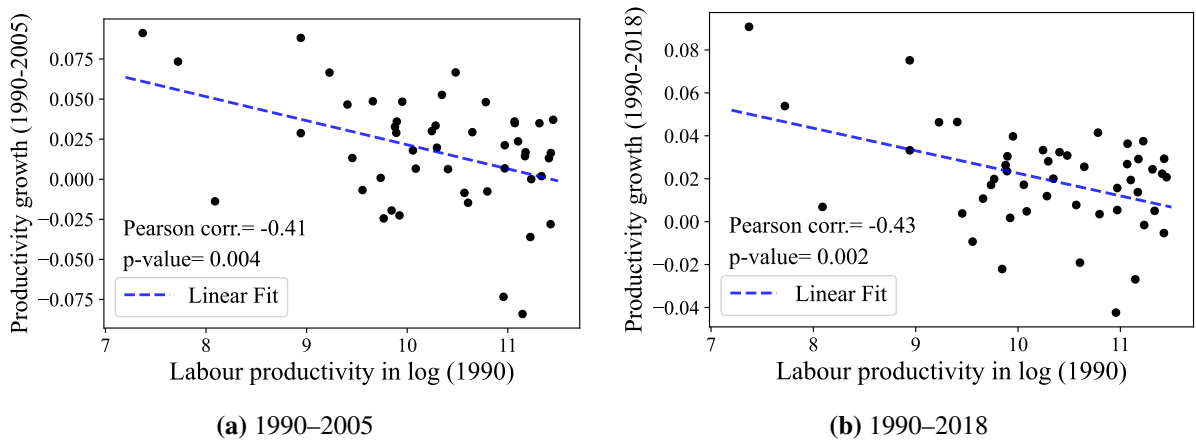 Productivity growth (1990-2005)
0.075
0.050
0.025
0.000
−0.025
−0.050
−0.075
Pearson corr.= -0.41
p-value= 0.004
Linear Fit
7 8 9 10 11
Labour productivity in log (1990)
(a) 1990–2005
Productivity growth (1990-2018)
0.08
0.06
0.04
0.02
0.00
−0.02
−0.04
Pearson corr.= -0.43
p-value= 0.002
Linear Fit
7 8 9 10 11
Labour productivity in log (1990)
(b) 1990–2018